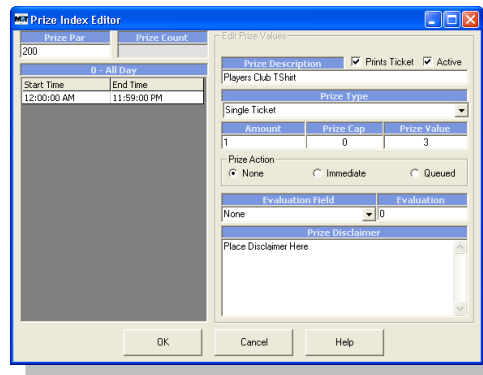 Prize Index Editor
Prize Par Prize Count
200
0 - All Day
Start Time End Time
12:00:00 AM 11:59:00 PM
Edit Prize Values
Prize Description Prints Ticket Active
Players Club TShirt
Prize Type
Single Ticket
Amount Prize Cap Prize Value
1 0 3
Prize Action
None Immediate Queued
Evaluation Field Evaluation
None 0
Prize Disclaimer
Place Disclaimer Here
OK Cancel Help